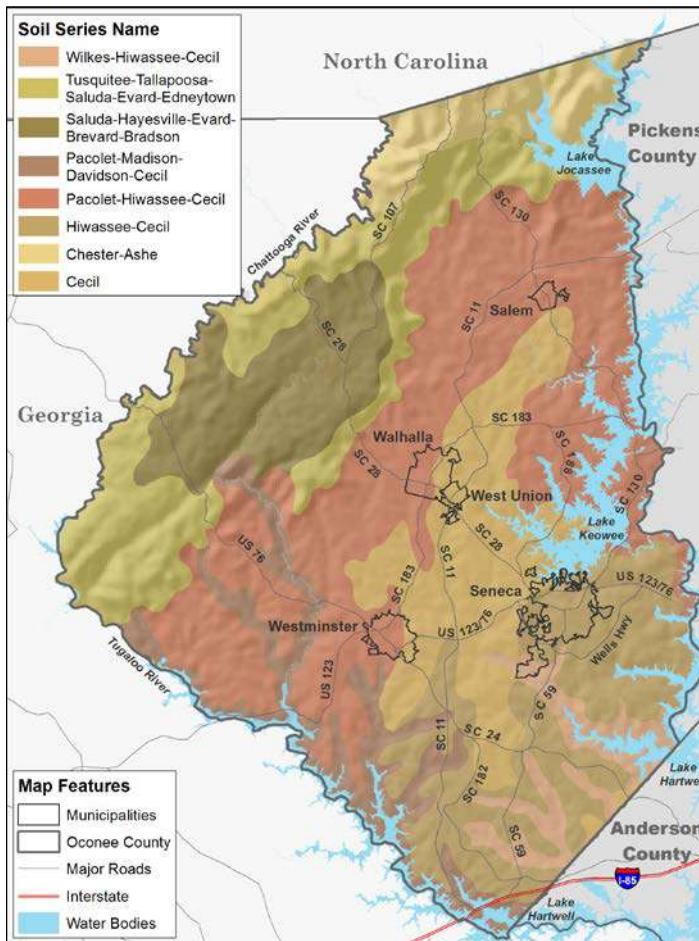 Soil Series Name
Wilkes-Hiwassee-Cecil
Tusquitee-Tallapoosa-
Saluda-Evard-Edneytown
Saluda-Hayesville-Evard-
Brevard-Bradson
Pacolet-Madison-
Davidson-Cecil
Pacolet-Hiwassee-Cecil
Hiwassee-Cecil
Chester-Ashe
Cecil
North Carolina
Pickens
County
Lake
Jocassee
SC 130
SC 107
Chattooga River
SC 11
Salem
SC 28
Georgia
SC 183
Walhalla
SC 188
SC 130
SC 28
West Union
Lake
Keowee
SC 28
US 76
SC 183
SC 11
Seneca
US 123/76
Westminster
US 123/76
Wells Hwy
Tugaloo River
US 123
SC 59
SC 11
SC 24
SC 182
Lake
Hartwell
SC 59
Anderson
County
I-85
Lake
Hartwell
Map Features
Municipalities
Oconee County
Major Roads
Interstate
Water Bodies